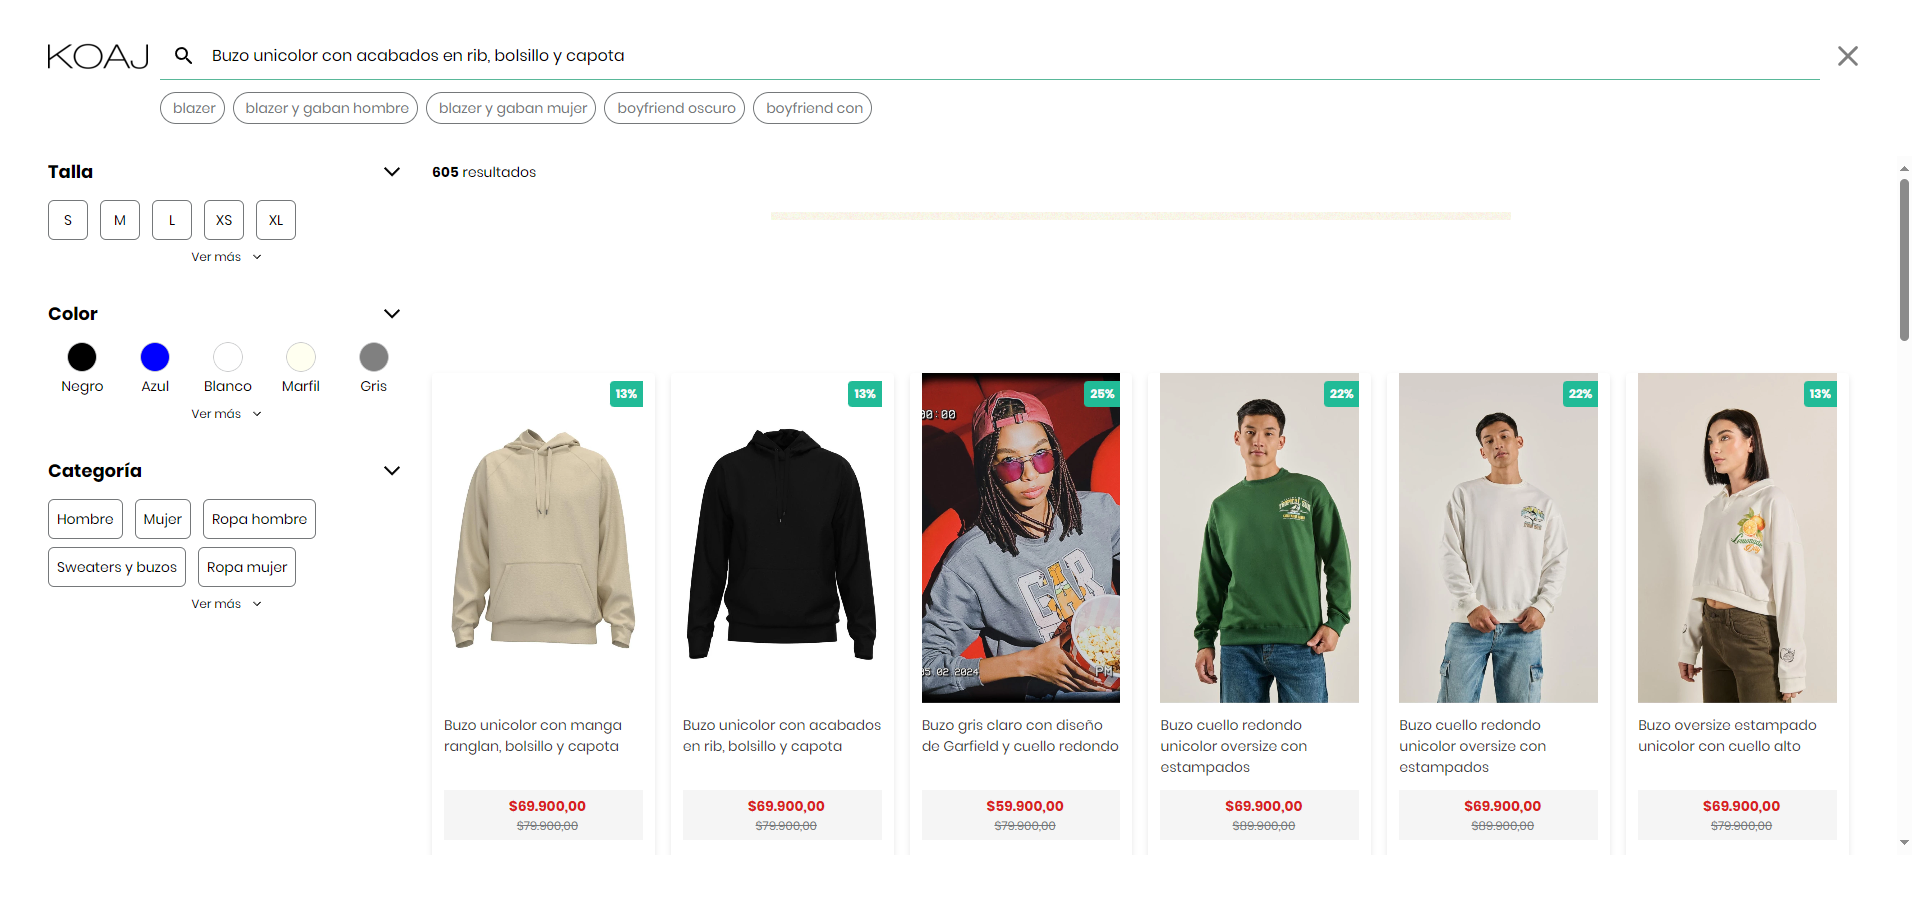 KOAJ
Buzo unicolor con acabados en rib, bolsillo y capota
blazer
blazer y gaban hombre
blazer y gaban mujer
boyfriend oscuro
boyfriend con
Talla
S
M
L
XS
XL
Ver más
Color
Negro
Azul
Blanco
Marfil
Gris
Ver más
Categoría
Hombre
Mujer
Ropa hombre
Sweaters y buzos
Ropa mujer
Ver más
605 resultados
13%
Buzo unicolor con manga
ranglan, bolsillo y capota
$69.900,00
$79.900,00
13%
Buzo unicolor con acabados
en rib, bolsillo y capota
$69.900,00
$79.900,00
25%
00:00
GAR
05 02 2024
PM
Buzo gris claro con diseño
de Garfield y cuello redondo
$59.900,00
$79.900,00
22%
Buzo cuello redondo
unicolor oversize con
estampados
$69.900,00
$89.900,00
22%
Buzo cuello redondo
unicolor oversize con
estampados
$69.900,00
$89.900,00
13%
Buzo oversize estampado
unicolor con cuello alto
$69.900,00
$79.900,00